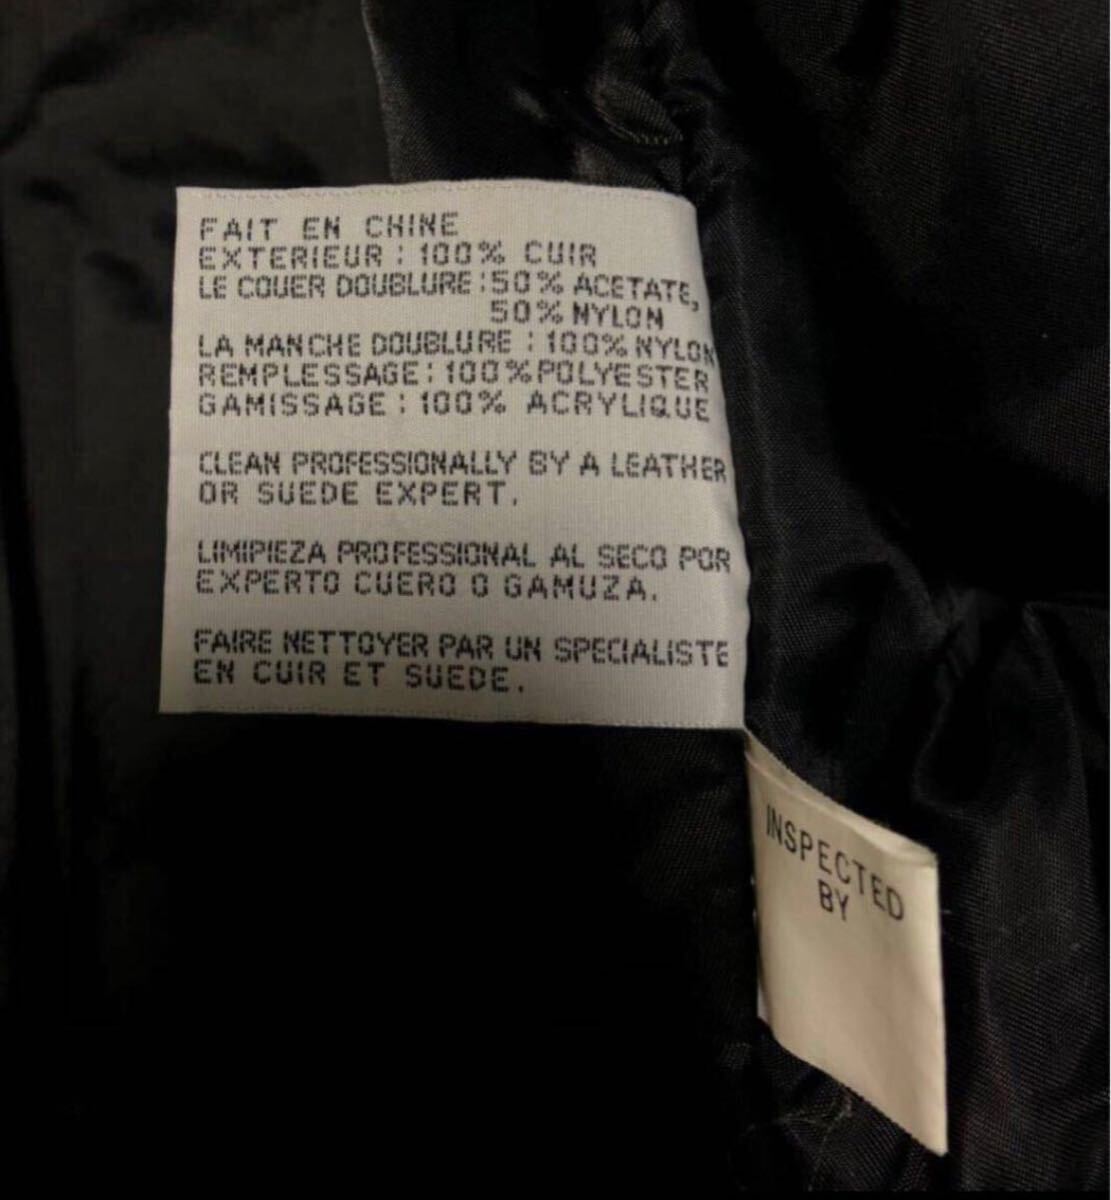 FAIT EN CHINE
EXTERIEUR : 100% CUIR
LE COUER DOUBLURE : 50% ACETATE,
50% NYLON
LA MANCHE DOUBLURE : 100% NYLON
REMPLESSAGE : 100% POLYESTER
GAMISSAGE : 100% ACRYLIQUE
CLEAN PROFESSIONALLY BY A LEATHER
OR SUEDE EXPERT.
LIMIPIEZA PROFESSIONAL AL SECO POR
EXPERTO CUERO O GAMUZA.
FAIRE NETTOYER PAR UN SPECIALISTE
EN CUIR ET SUEDE.
INSPECTED
BY